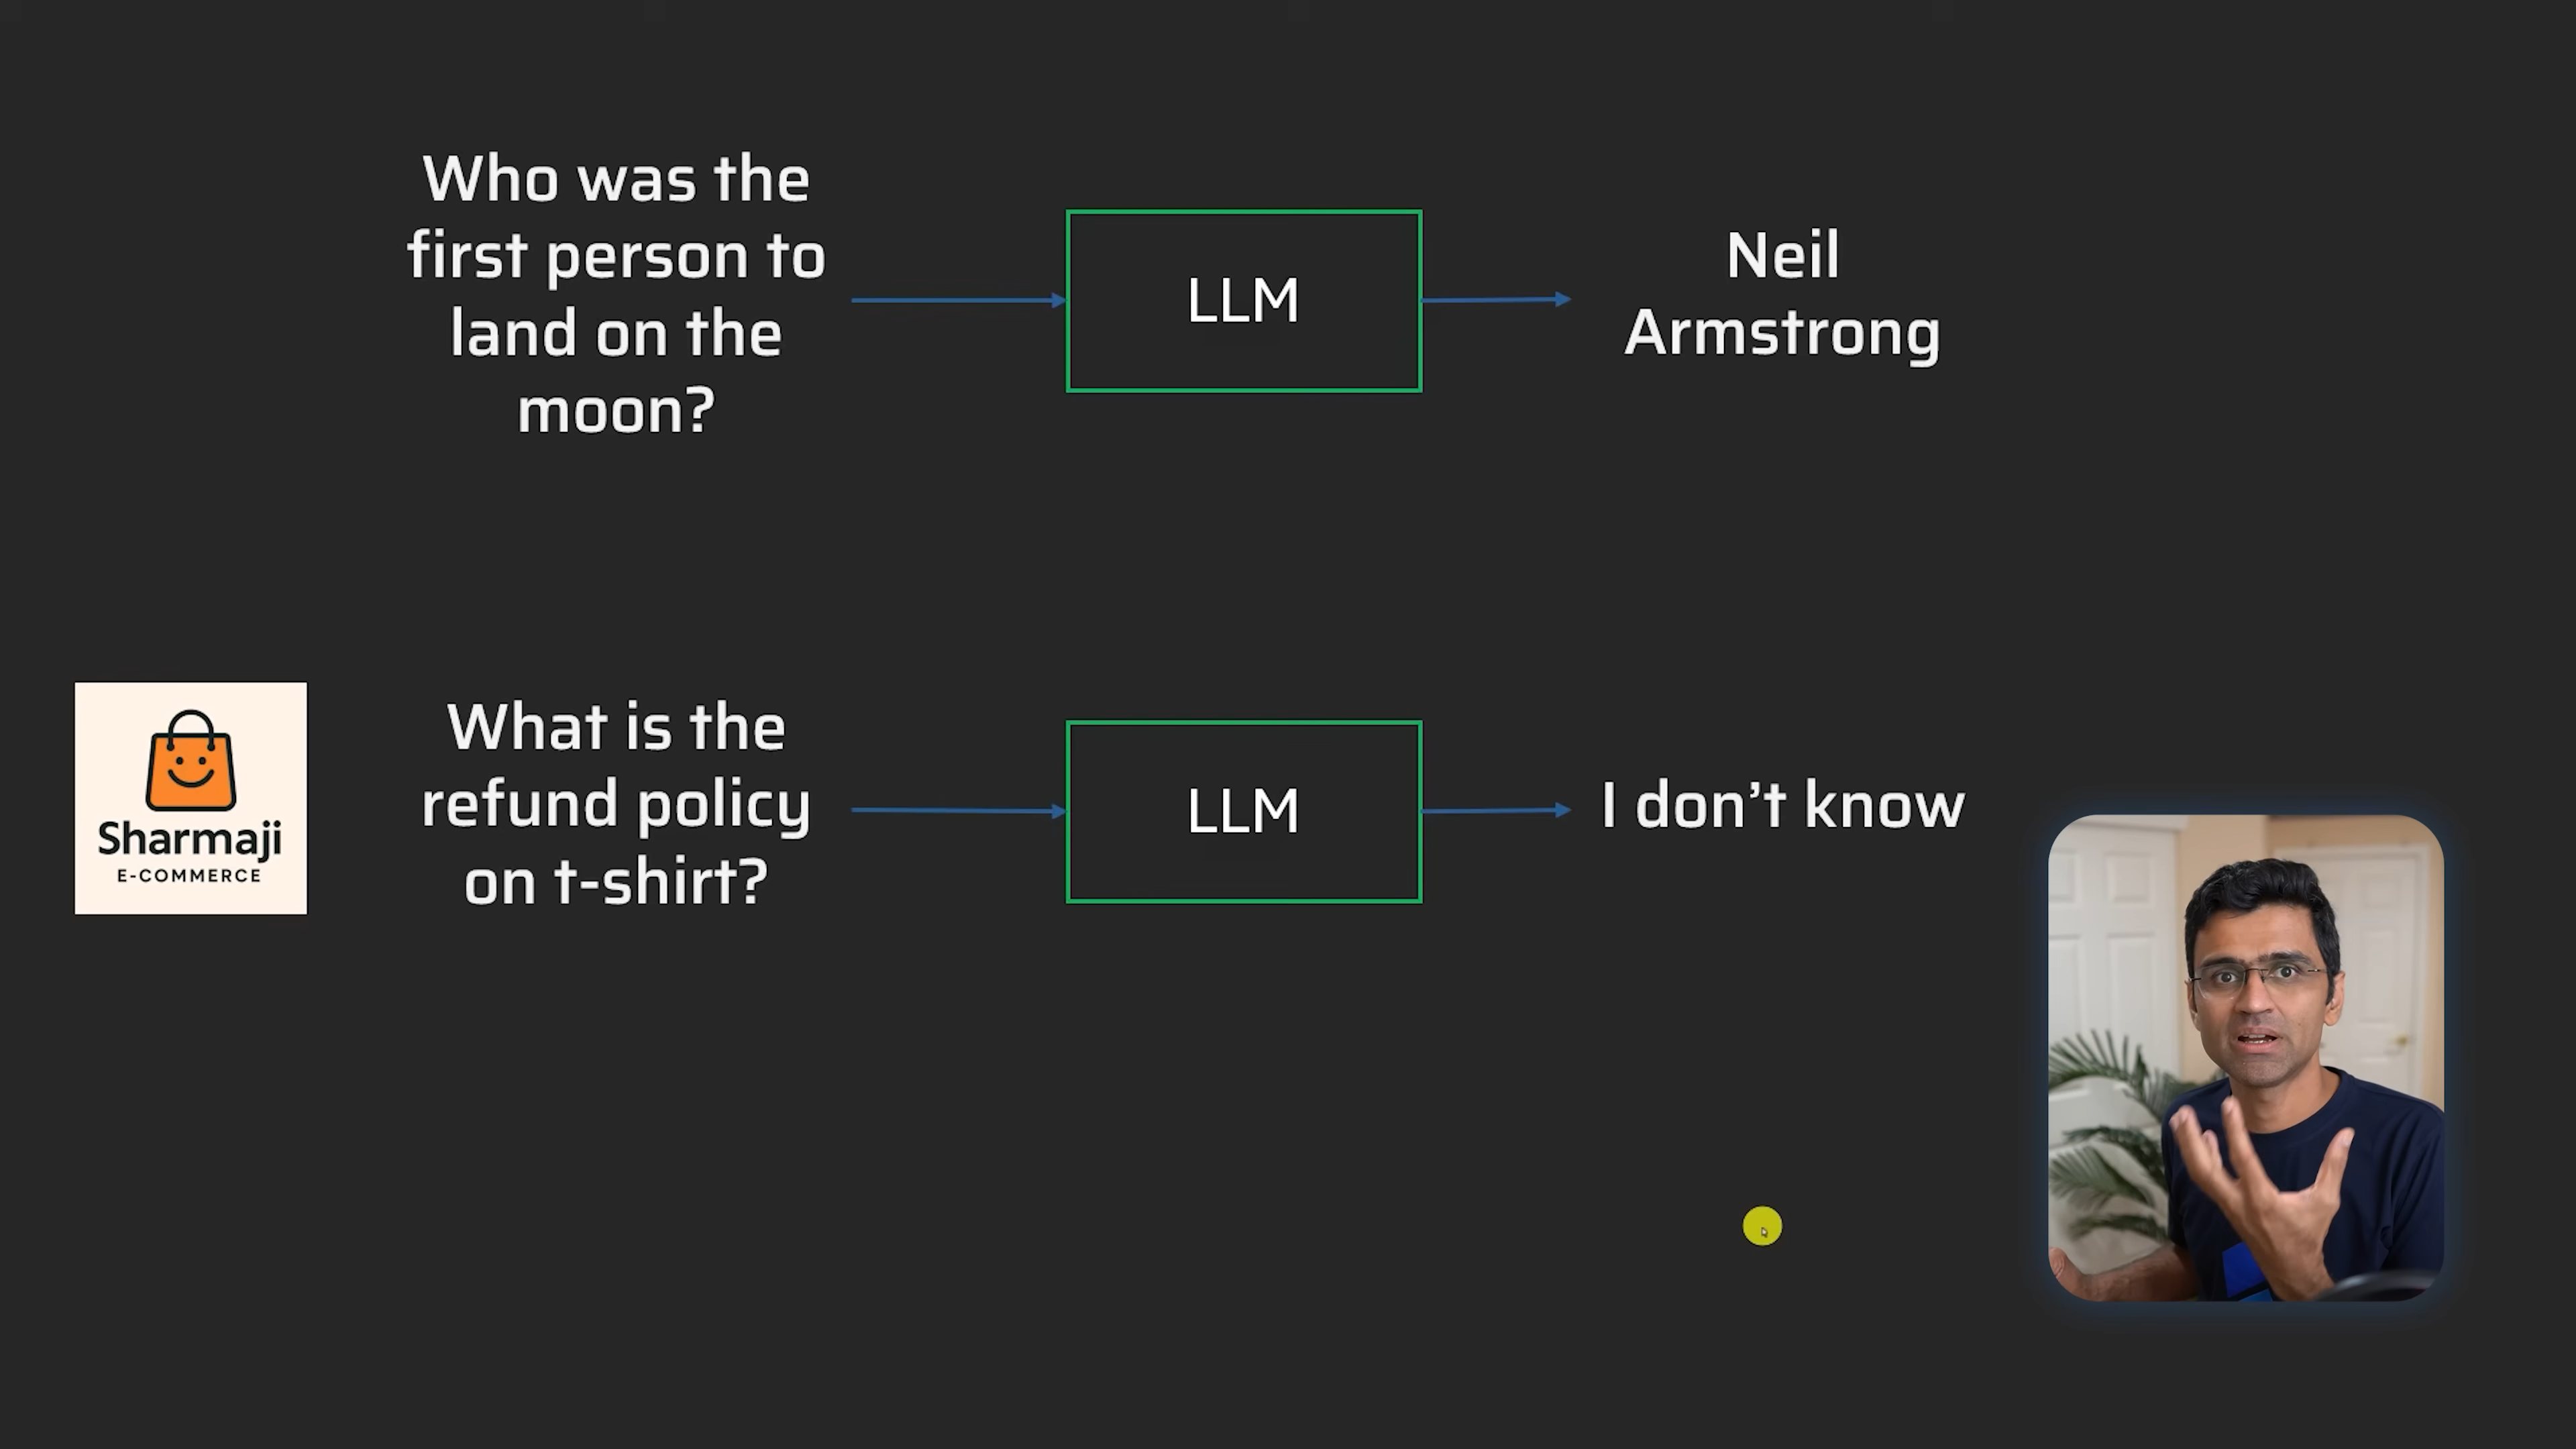 Who was the
first person to
land on the
moon?
LLM
Neil
Armstrong
Sharmaji
E-COMMERCE
What is the
refund policy
on t-shirt?
LLM
I don’t know